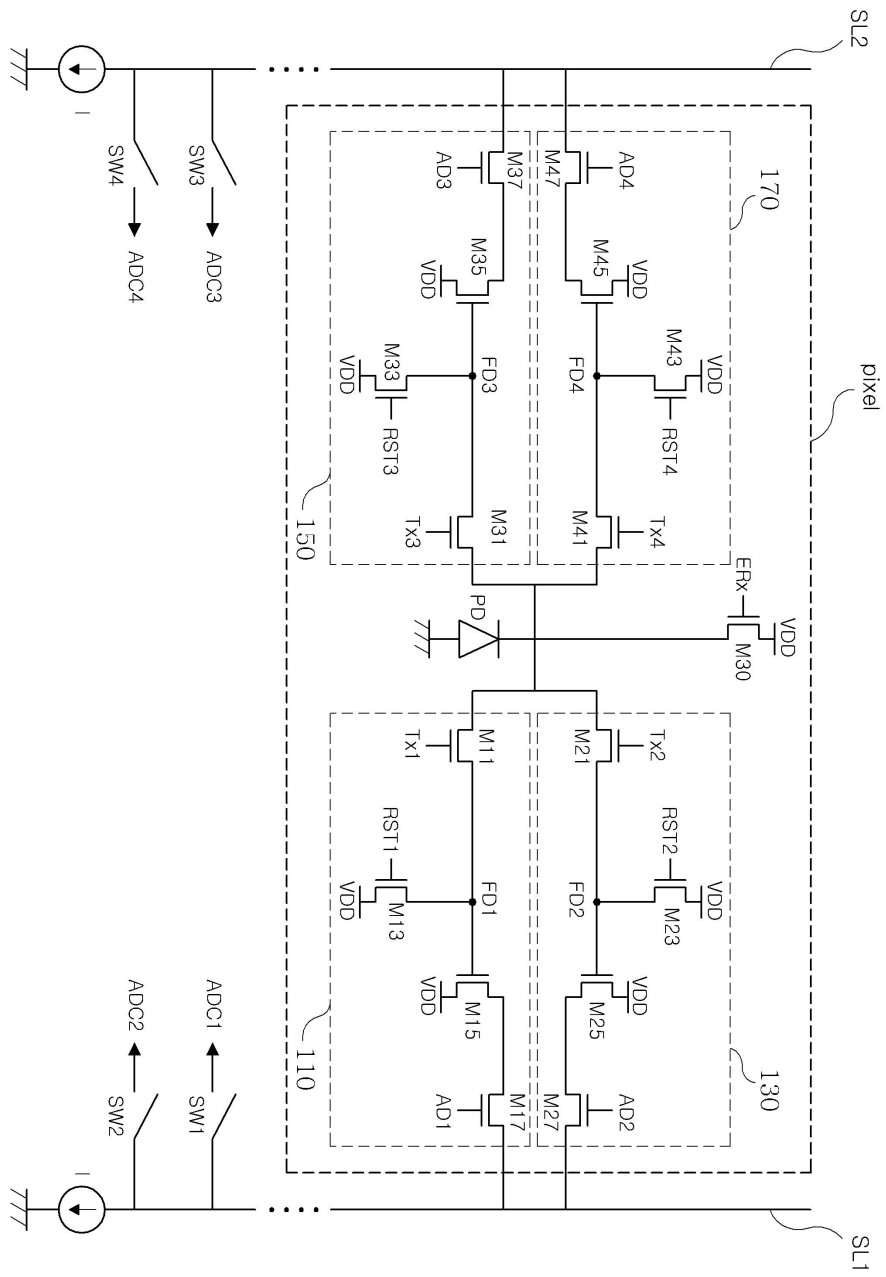 SL2
pixel
SL1
I
SW4
SW3
ADC4
ADC3
AD3
M37
M47
AD4
170
M35
VDD
M45
VDD
M33
VDD
RST3
FD3
FD4
M43
VDD
RST4
150
Tx3
M31
M41
Tx4
PD
ERx
M30
VDD
Tx1
M11
M21
Tx2
RST1
VDD
M13
FD1
FD2
RST2
M23
VDD
VDD
M15
M25
VDD
110
AD1
M17
M27
AD2
130
ADC2
ADC1
SW2
SW1
I